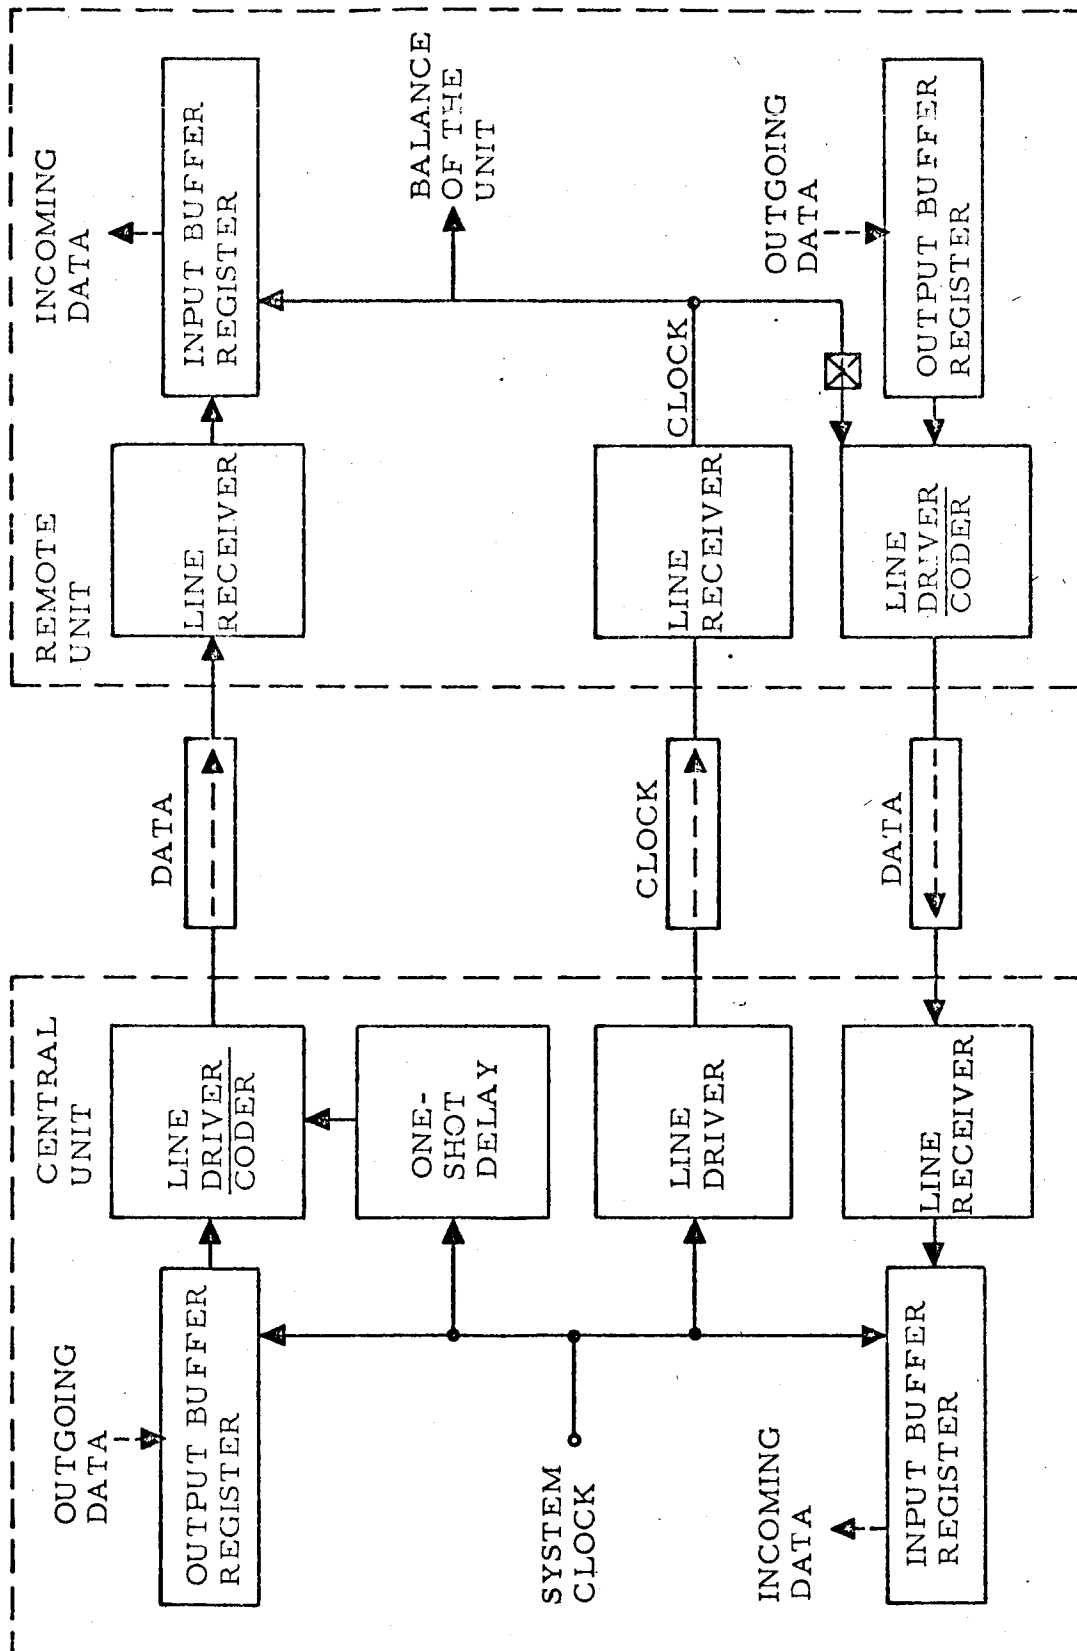 CENTRAL
UNIT
OUTGOING
DATA
OUTPUT BUFFER
REGISTER
LINE
DRIVER
CODER
ONE-
SHOT
DELAY
SYSTEM
CLOCK
LINE
DRIVER
INCOMING
DATA
INPUT BUFFER
REGISTER
LINE
RECEIVER
DATA
CLOCK
DATA
REMOTE
UNIT
LINE
RECEIVER
INCOMING
DATA
INPUT BUFFER
REGISTER
BALANCE
OF THE
UNIT
LINE
RECEIVER
CLOCK
OUTGOING
DATA
LINE
DRIVER
CODER
OUTPUT BUFFER
REGISTER